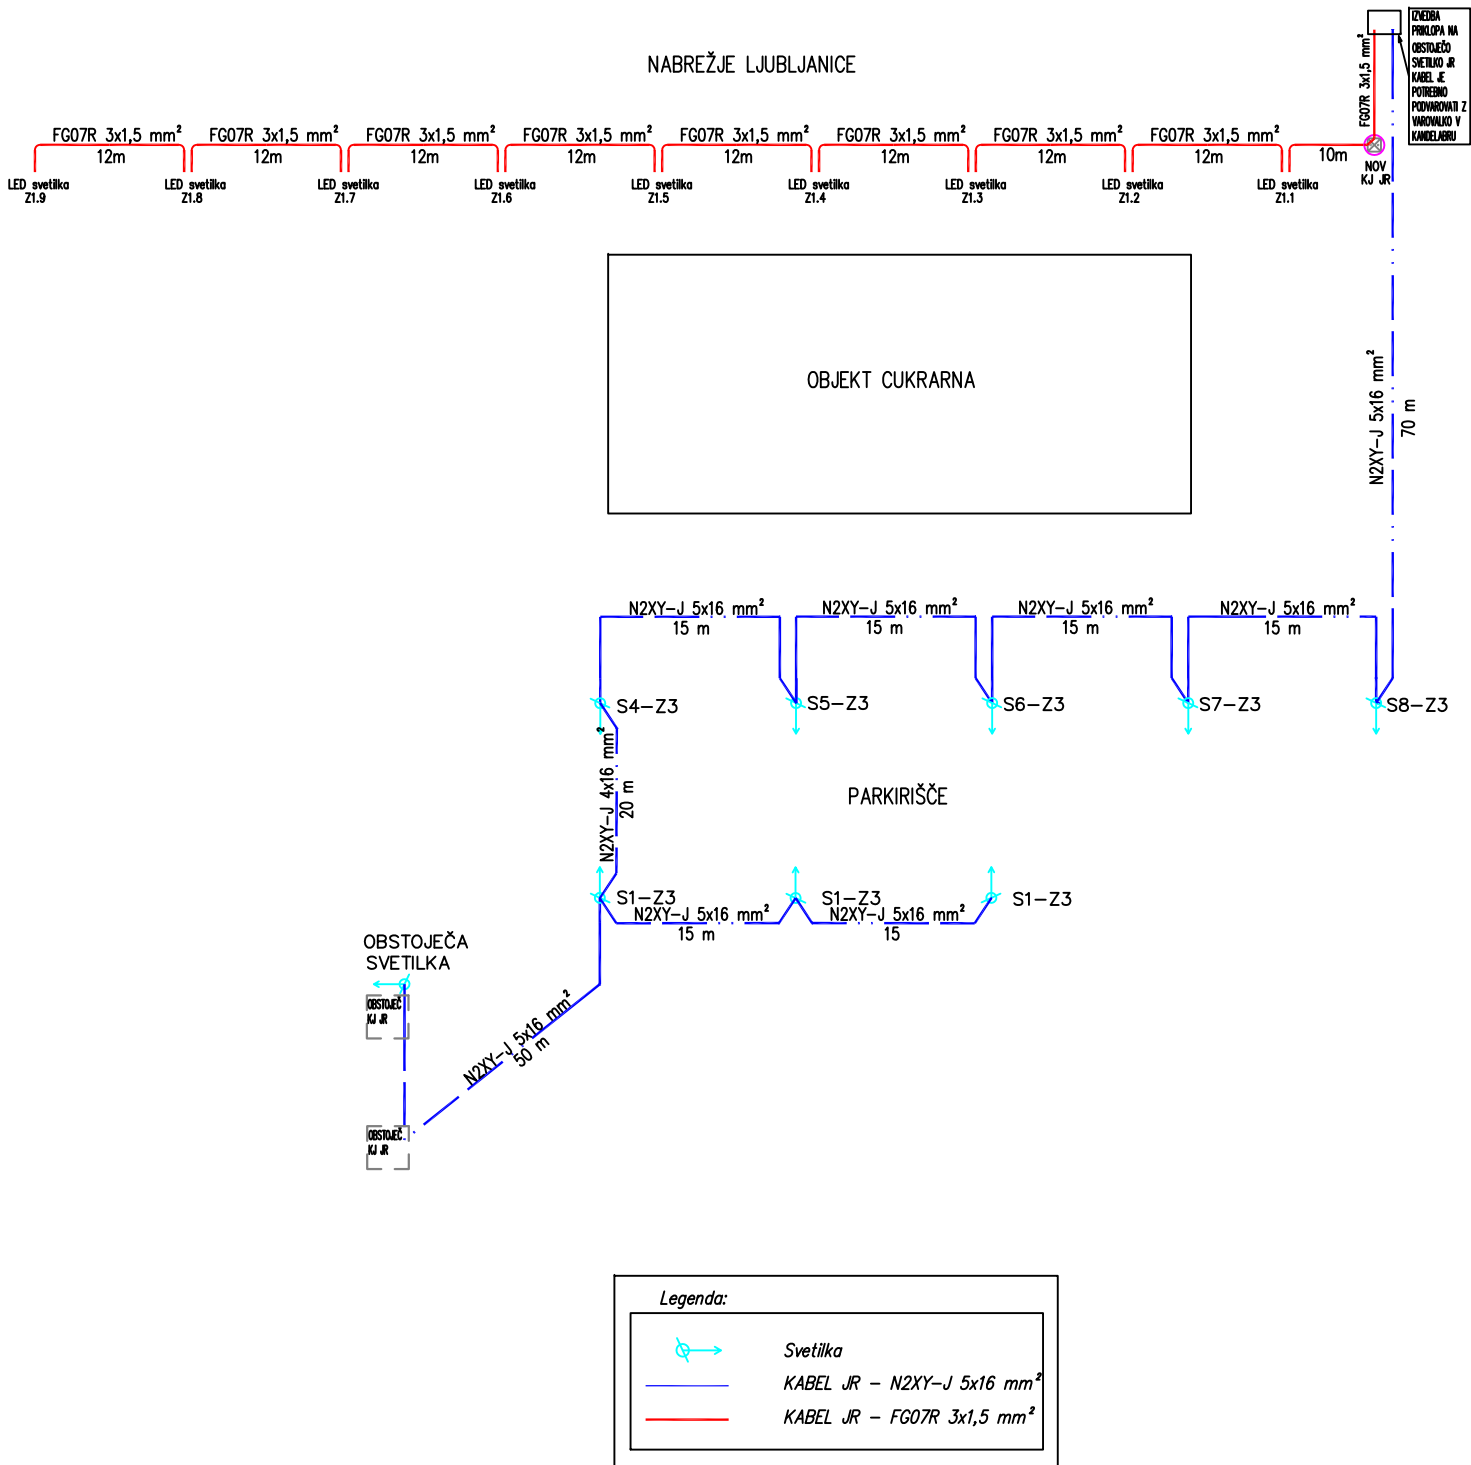 NABREŽJE LJUBLJANICE
IZVEDBA
PRIKLOPA NA
OBSTOJEČO
SVETILKO JR
KABEL JE
POTREBNO
PODVAROVATI Z
VAROVALKO V
KANDELABRU
FG07R 3x1,5 mm²
FG07R 3x1,5 mm² FG07R 3x1,5 mm² FG07R 3x1,5 mm² FG07R 3x1,5 mm² FG07R 3x1,5 mm² FG07R 3x1,5 mm² FG07R 3x1,5 mm² FG07R 3x1,5 mm²
12m 12m 12m 12m 12m 12m 12m 12m 10m
NOV
KJ JR
LED svetilka LED svetilka LED svetilka LED svetilka LED svetilka LED svetilka LED svetilka LED svetilka LED svetilka
Z1.9 Z1.8 Z1.7 Z1.6 Z1.5 Z1.4 Z1.3 Z1.2 Z1.1
OBJEKT CUKRARNA
N2XY-J 5x16 mm²
70 m
N2XY-J 5x16 mm² N2XY-J 5x16 mm² N2XY-J 5x16 mm² N2XY-J 5x16 mm²
15 m 15 m 15 m 15 m
S4-Z3 S5-Z3 S6-Z3 S7-Z3 S8-Z3
N2XY-J 4x16 mm²
20 m
PARKIRIŠČE
S1-Z3 S1-Z3 S1-Z3
N2XY-J 5x16 mm² N2XY-J 5x16 mm²
15 m 15
OBSTOJEČA
SVETILKA
OBSTOJEČ
KJ JR
N2XY-J 5x16 mm²
50 m
OBSTOJEČ
KJ JR
Legenda:
Svetilka
KABEL JR - N2XY-J 5x16 mm²
KABEL JR - FG07R 3x1,5 mm²